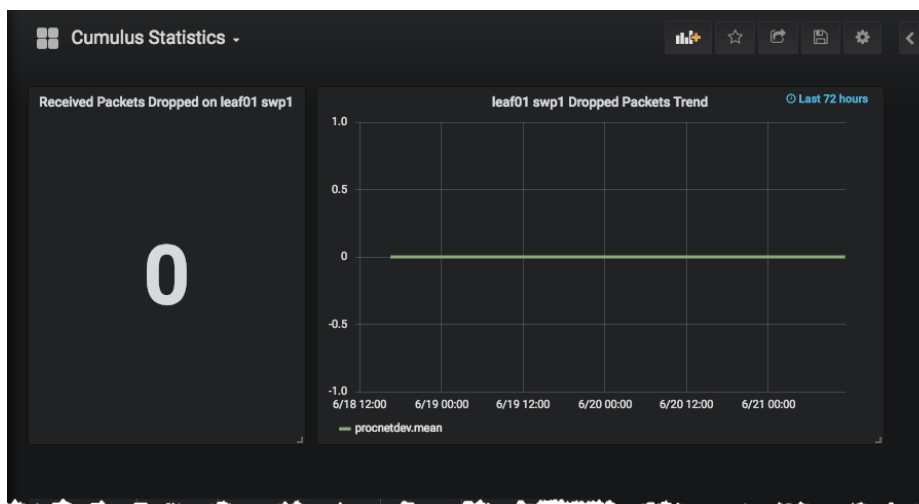 Cumulus Statistics
Received Packets Dropped on leaf01 swp1
0
leaf01 swp1 Dropped Packets Trend
Last 72 hours
1.0
0.5
0
-0.5
-1.0
6/18 12:00 6/19 00:00 6/19 12:00 6/20 00:00 6/20 12:00 6/21 00:00
procnetdev.mean